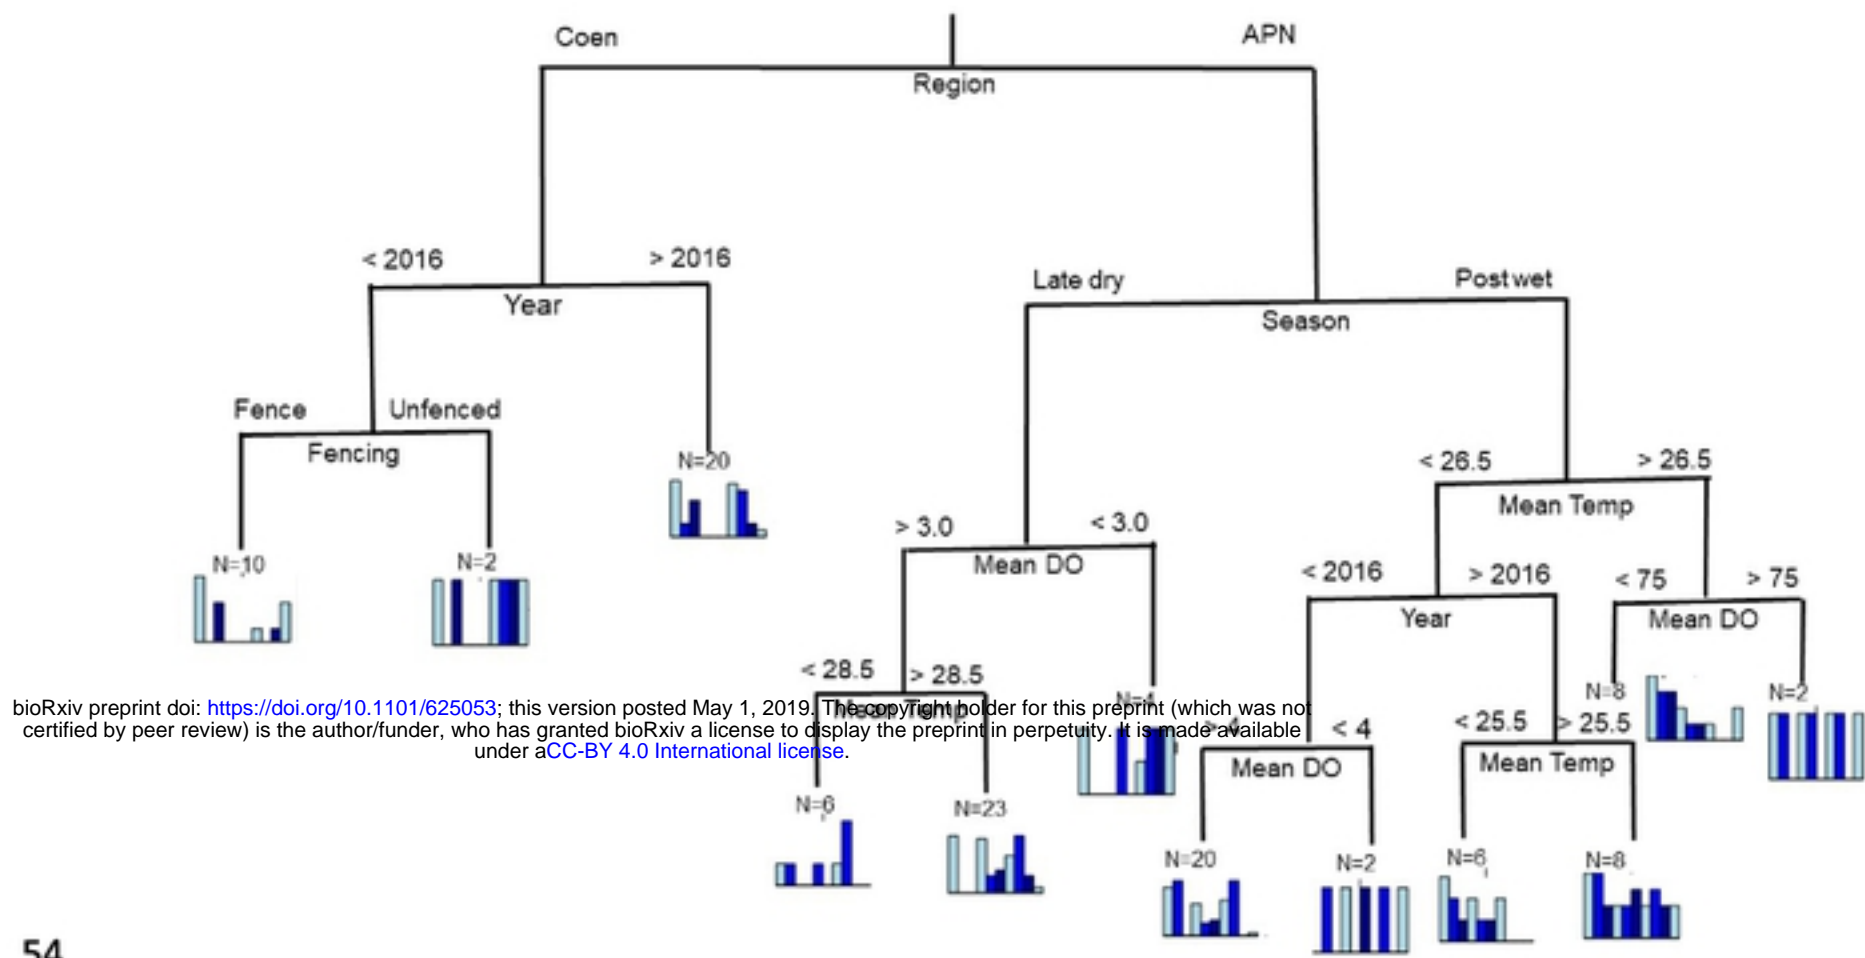 Coen
APN
Region
< 2016
> 2016
Year
Late dry
Postwet
Season
Fence
Unfenced
Fencing
N=20
< 26.5
> 26.5
Mean Temp
> 3.0
< 3.0
Mean DO
N=10
N=2
< 2016
> 2016
Year
< 75
> 75
Mean DO
< 28.5
> 28.5
Mean Temp
N=4
N=8
N=2
bioRxiv preprint doi: https://doi.org/10.1101/625053; this version posted May 1, 2019. The copyright holder for this preprint (which was not
certified by peer review) is the author/funder, who has granted bioRxiv a license to display the preprint in perpetuity. It is made available
under aCC-BY 4.0 International license.
> 4
< 4
Mean DO
< 25.5
> 25.5
Mean Temp
N=6
N=23
N=20
N=2
N=6
N=8
54